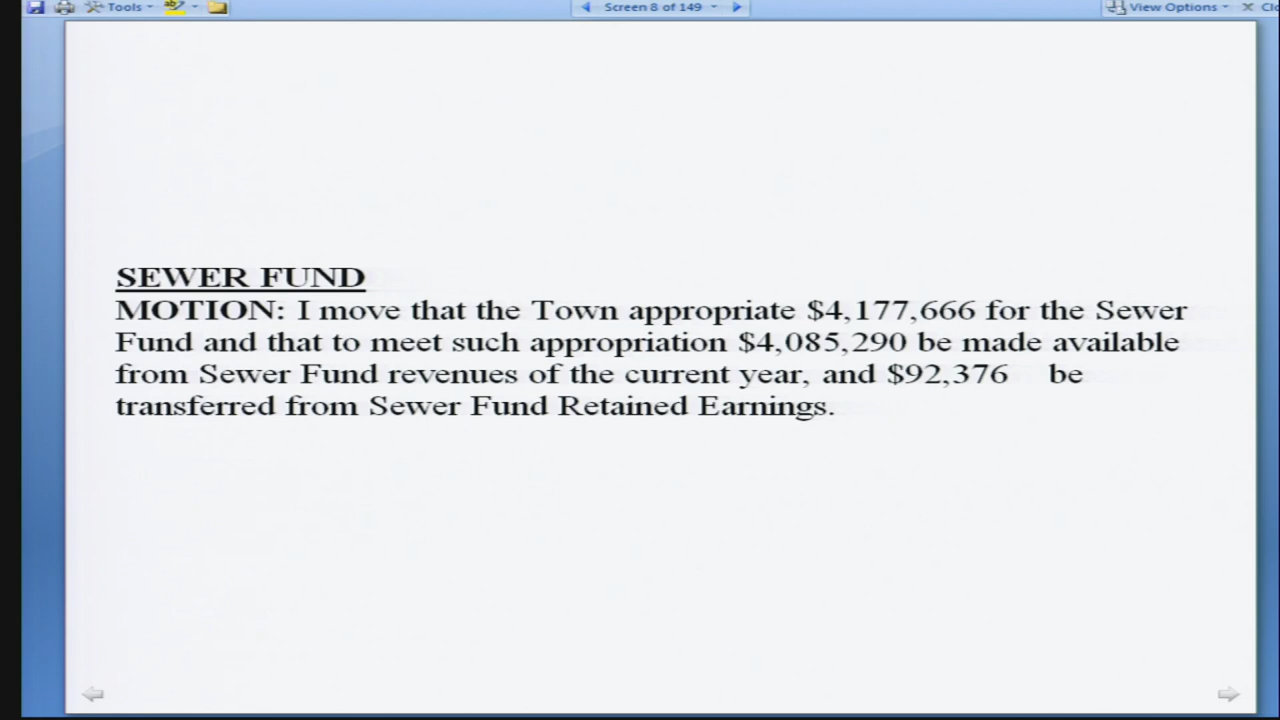 Tools
Screen 8 of 149
View Options
SEWER FUND
MOTION: I move that the Town appropriate $4,177,666 for the Sewer
Fund and that to meet such appropriation $4,085,290 be made available
from Sewer Fund revenues of the current year, and $92,376 be
transferred from Sewer Fund Retained Earnings.